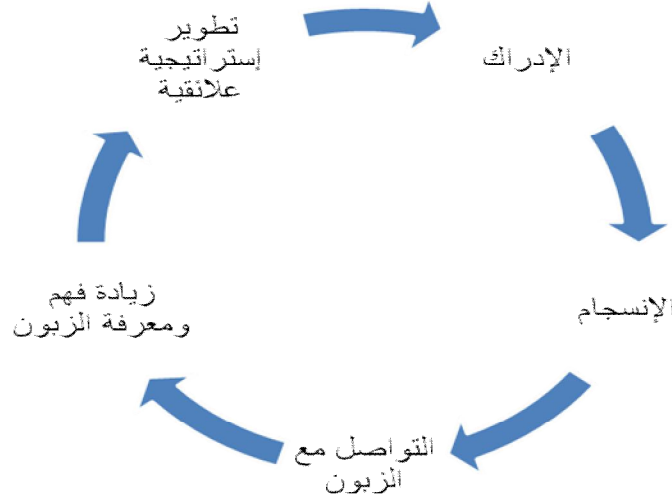 تطوير
إستراتيجية
علائقية
الإدراك
الإنسجام
التواصل مع
الزبون
زيادة فهم
ومعرفة الزبون